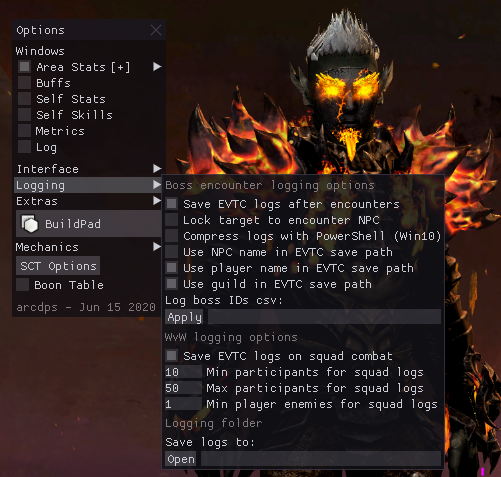 Options
Windows
Area Stats [+]
Buffs
Self Stats
Self Skills
Metrics
Log
Interface
Logging
Extras
BuildPad
Mechanics
SCT Options
Boon Table
arcdps - Jun 15 2020
Boss encounter logging options
Save EVTC logs after encounters
Lock target to encounter NPC
Compress logs with PowerShell (Win10)
Use NPC name in EVTC save path
Use player name in EVTC save path
Use guild in EVTC save path
Log boss IDs csv:
Apply
WvW logging options
Save EVTC logs on squad combat
10 Min participants for squad logs
50 Max participants for squad logs
1 Min player enemies for squad logs
Logging folder
Save logs to:
Open